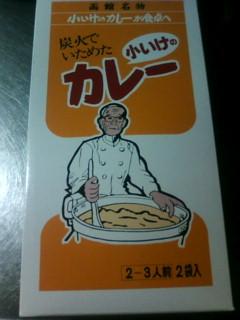 函館名物
小いけのカレーが食卓へ
炭火で
いためた
小いけの
カレー
2-3人前 2袋入